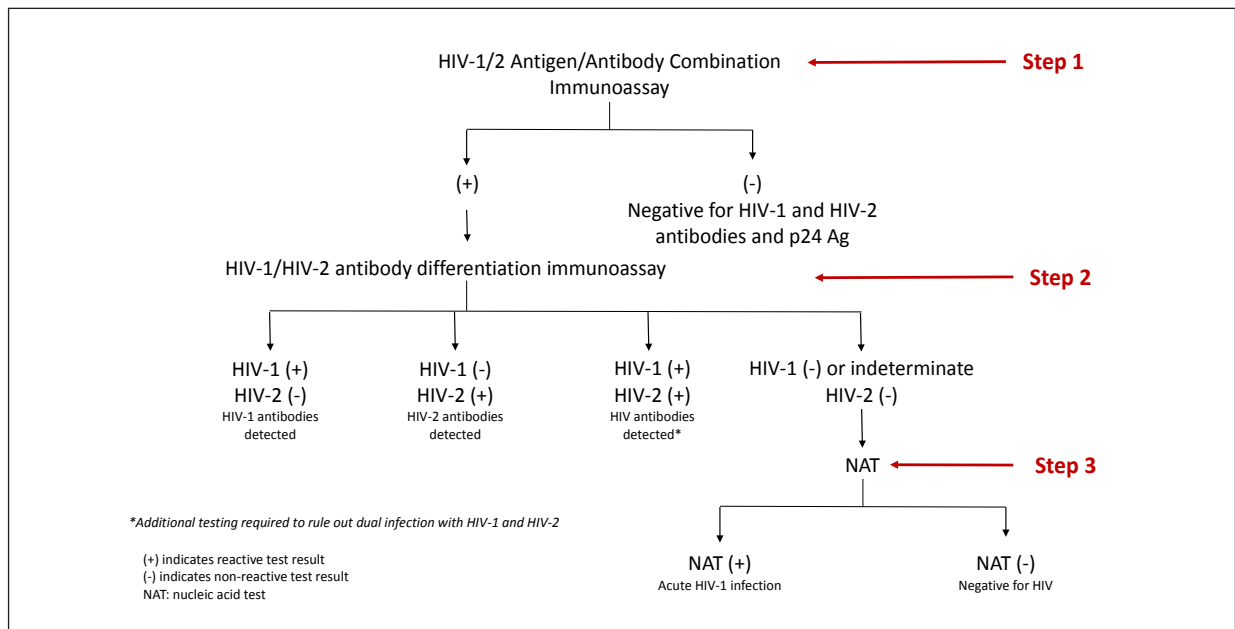 HIV-1/2 Antigen/Antibody Combination
Immunoassay
Step 1
(+)
(-)
Negative for HIV-1 and HIV-2
antibodies and p24 Ag
HIV-1/HIV-2 antibody differentiation immunoassay
Step 2
HIV-1 (+)
HIV-2 (-)
HIV-1 antibodies
detected
HIV-1 (-)
HIV-2 (+)
HIV-2 antibodies
detected
HIV-1 (+)
HIV-2 (+)
HIV antibodies
detected*
HIV-1 (-) or indeterminate
HIV-2 (-)
NAT
Step 3
NAT (+)
Acute HIV-1 infection
NAT (-)
Negative for HIV
*Additional testing required to rule out dual infection with HIV-1 and HIV-2
(+) indicates reactive test result
(-) indicates non-reactive test result
NAT: nucleic acid test